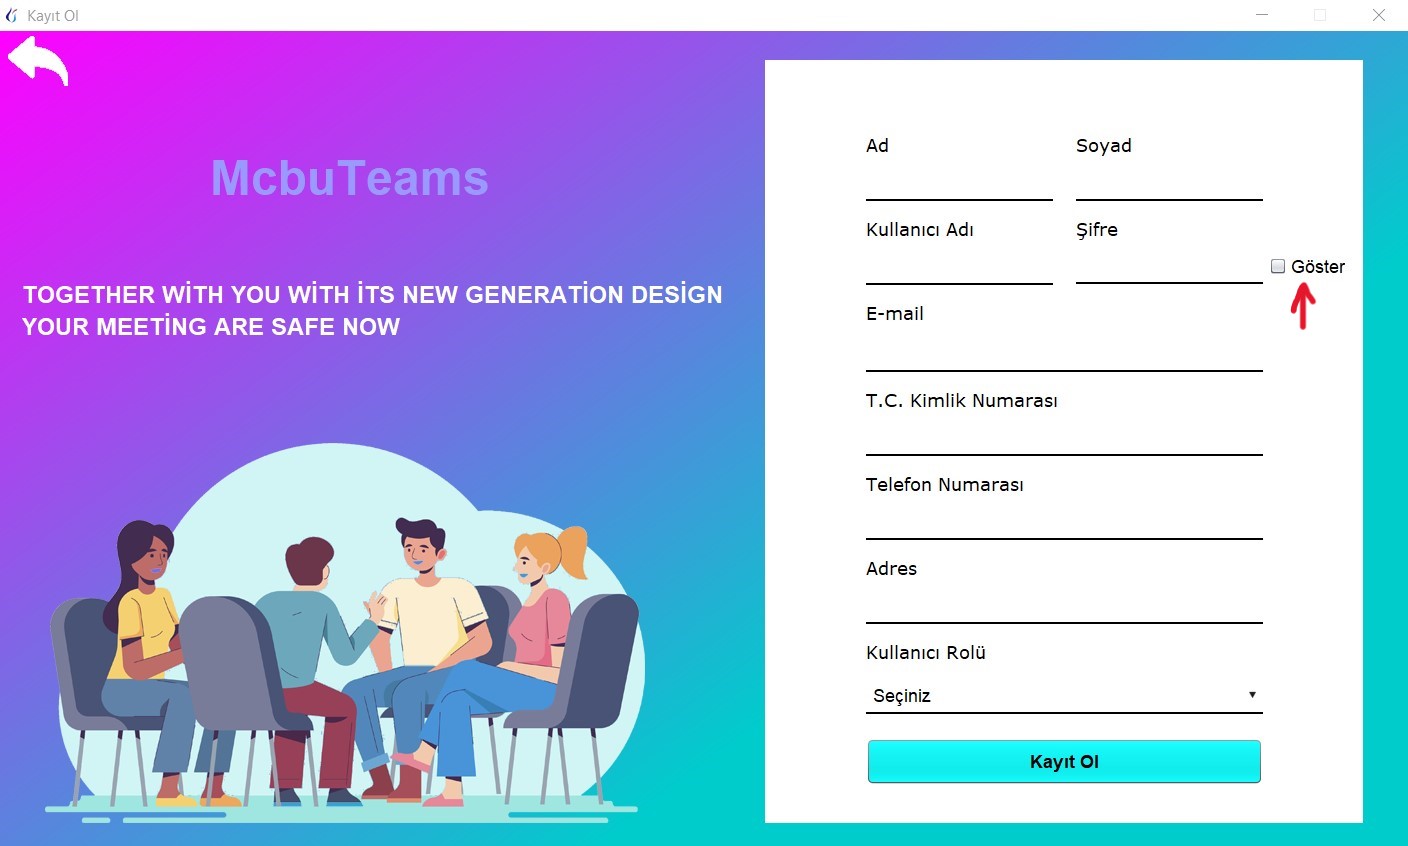 Kayıt Ol
McbuTeams
TOGETHER WİTH YOU WİTH İTS NEW GENERATİON DESİGN
YOUR MEETİNG ARE SAFE NOW
Ad
Soyad
Kullanıcı Adı
Şifre
Göster
E-mail
T.C. Kimlik Numarası
Telefon Numarası
Adres
Kullanıcı Rolü
Seçiniz
Kayıt Ol